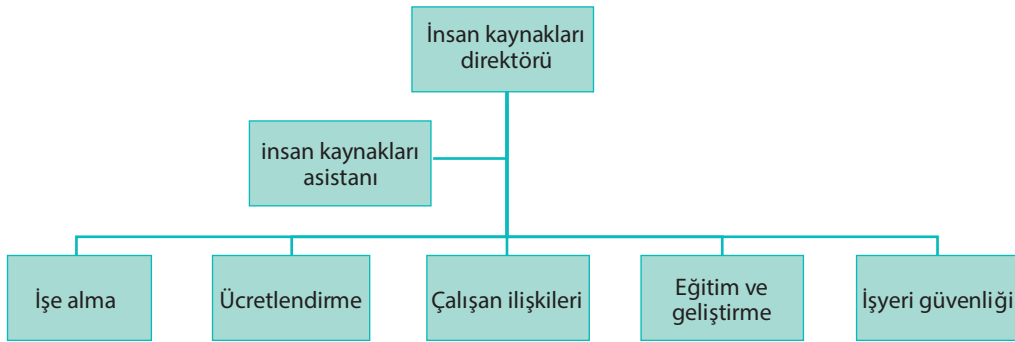 İnsan kaynakları
direktörü
insan kaynakları
asistanı
İşe alma
Ücretlendirme
Çalışan ilişkileri
Eğitim ve
geliştirme
İşyeri güvenliği